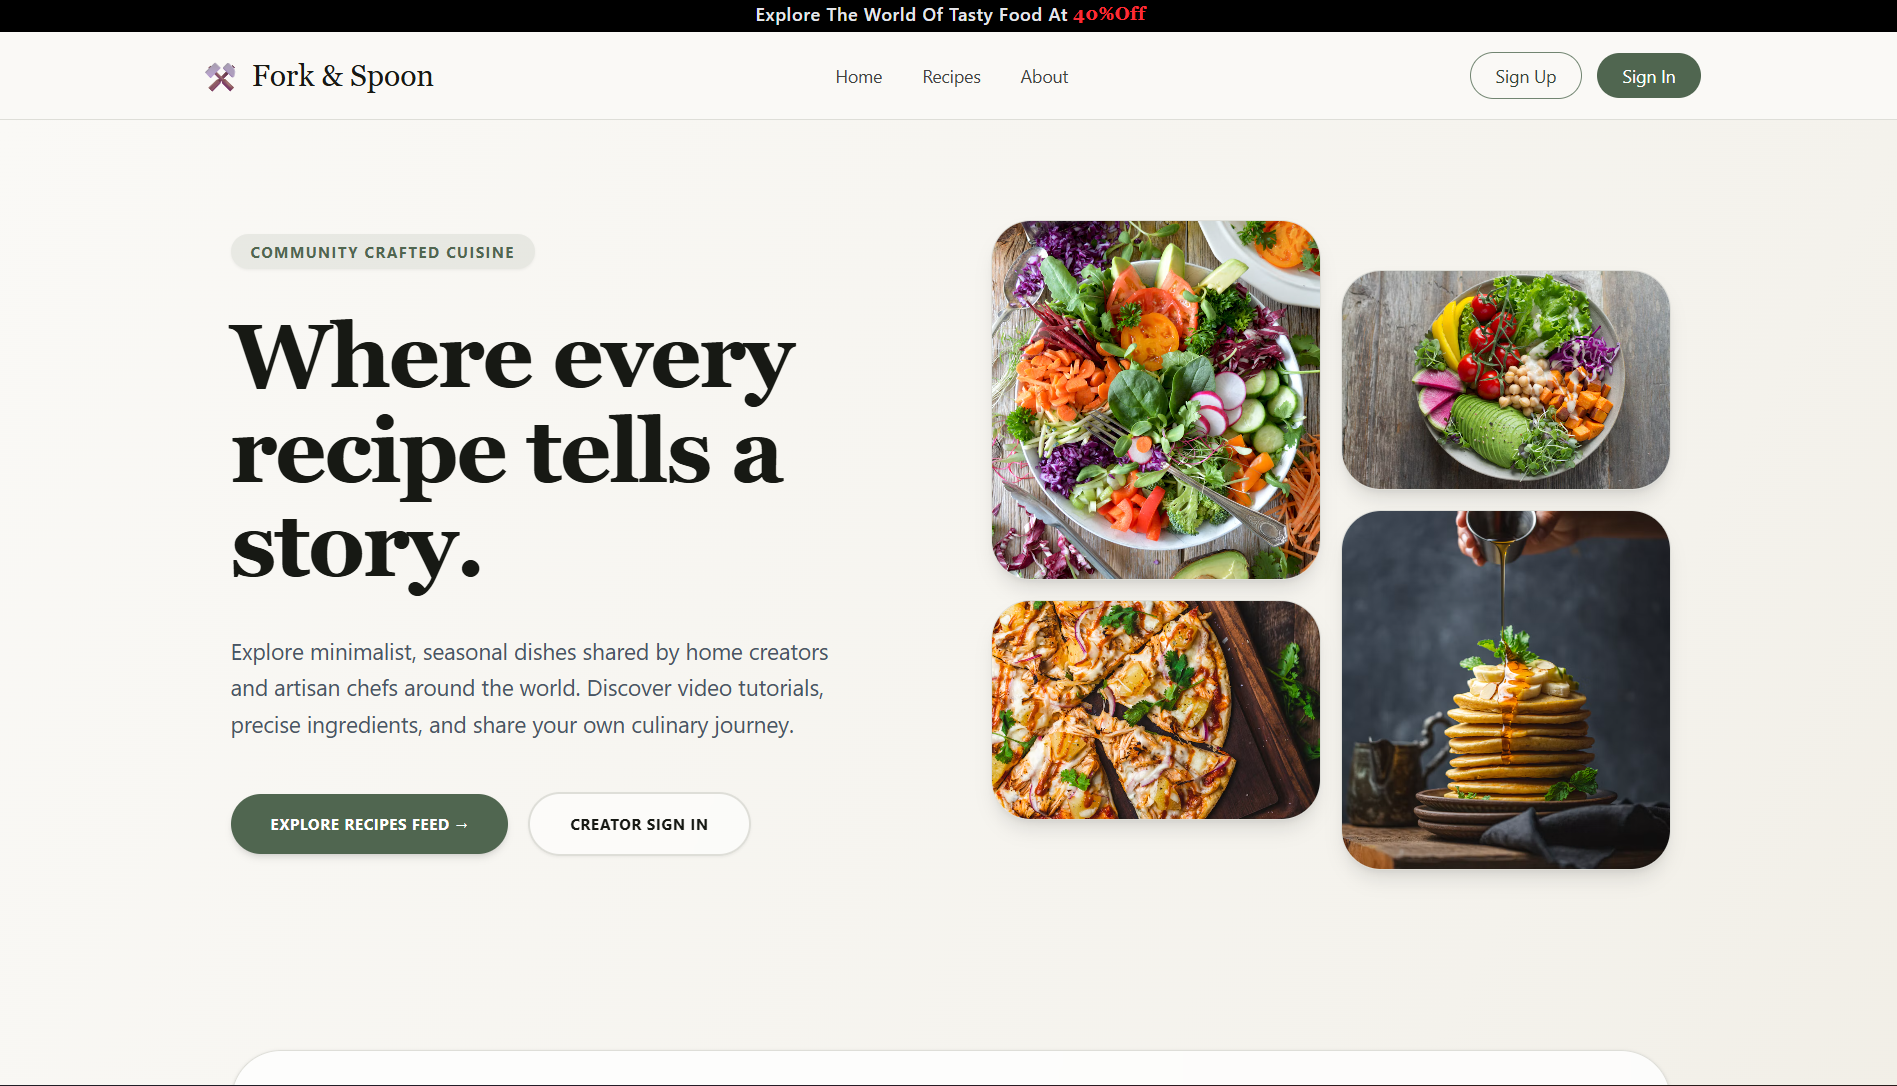 Explore The World Of Tasty Food At 40%Off
Fork & Spoon
Home
Recipes
About
Sign Up
Sign In
COMMUNITY CRAFTED CUISINE
Where every
recipe tells a
story.
Explore minimalist, seasonal dishes shared by home creators
and artisan chefs around the world. Discover video tutorials,
precise ingredients, and share your own culinary journey.
EXPLORE RECIPES FEED →
CREATOR SIGN IN